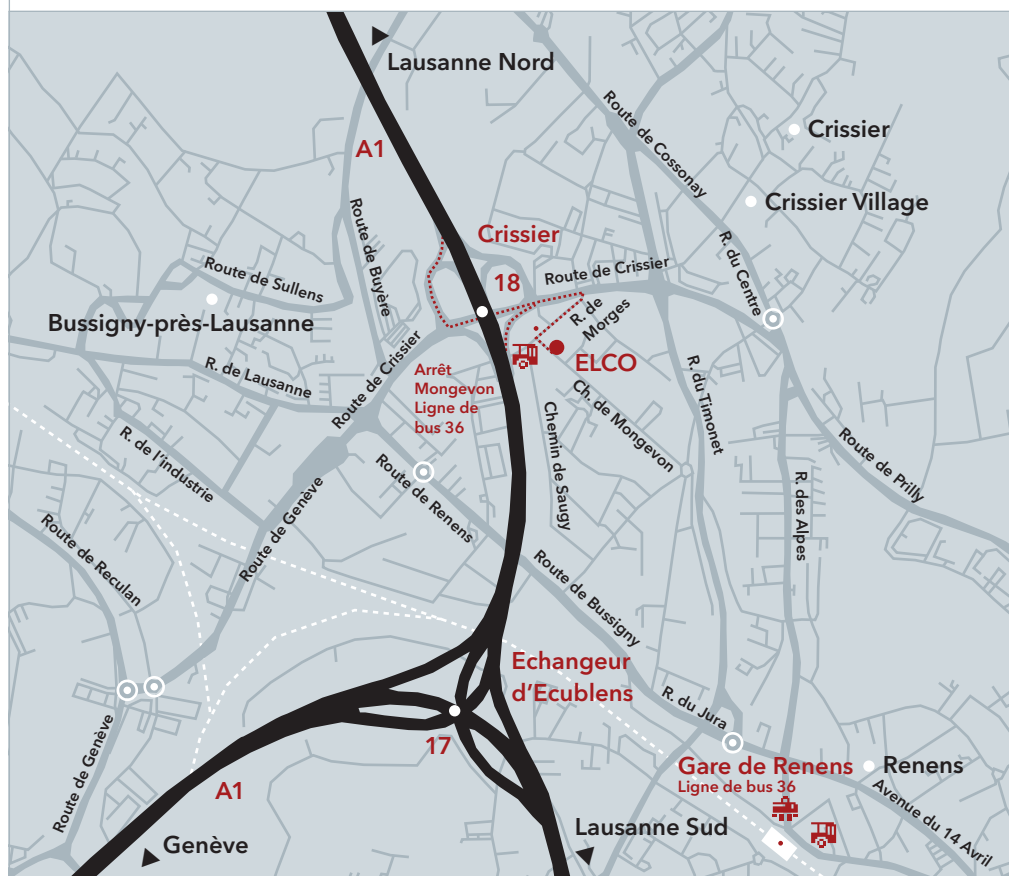 Lausanne Nord
A1
Route de Cossonay
Crissier
Crissier Village
Route de Buyère
Crissier
R. du Centre
Route de Sullens
18
Route de Crissier
Bussigny-près-Lausanne
R. de
Morges
Route de Crissier
R. de Lausanne
Arrêt
Mongevon
Ligne de
bus 36
ELCO
Ch. de Mongevon
R. du Timonet
Chemin de Saugy
R. de l'industrie
Route de Renens
Route de Genève
R. des Alpes
Route de Prilly
Route de Reculan
Route de Bussigny
Echangeur
d'Ecublens
R. du Jura
17
Route de Genève
A1
Gare de Renens
Ligne de bus 36
Renens
Avenue du 14 Avril
Genève
Lausanne Sud